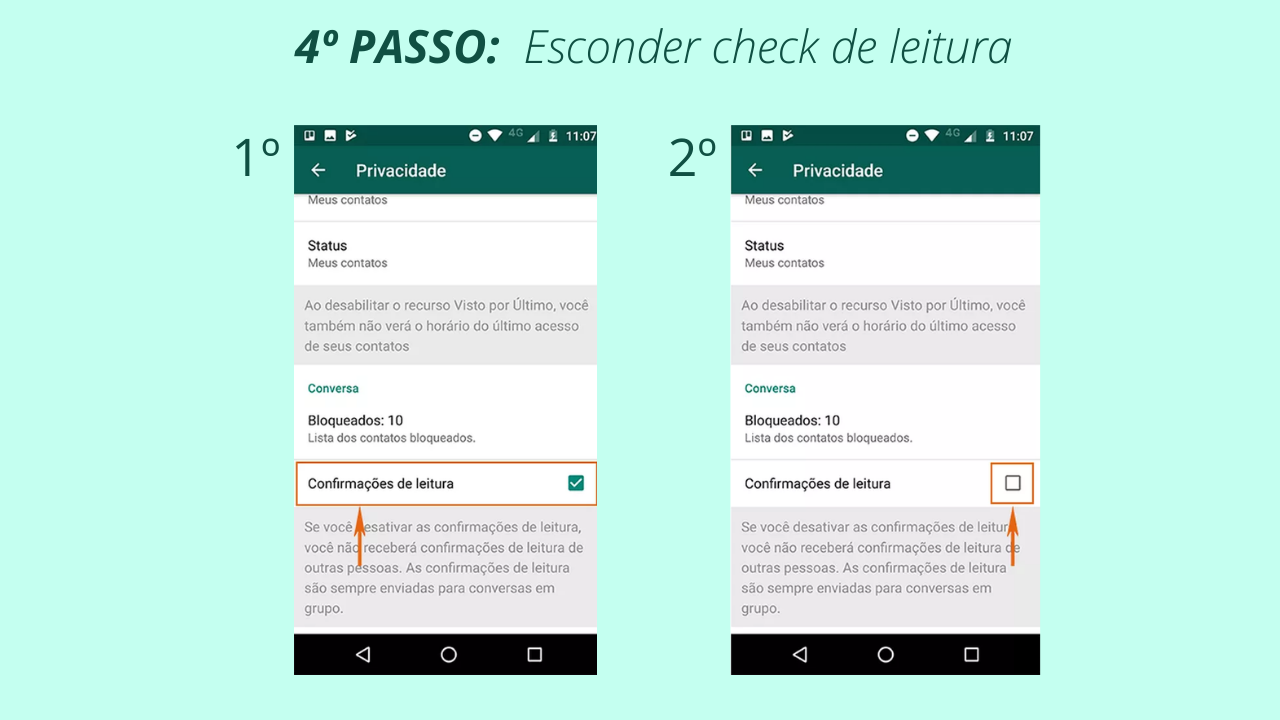 4º PASSO: Esconder check de leitura
1º
4G 11:07
Privacidade
Meus contatos
Status
Meus contatos
Ao desabilitar o recurso Visto por Último, você
também não verá o horário do último acesso
de seus contatos
Conversa
Bloqueados: 10
Lista dos contatos bloqueados.
Confirmações de leitura
Se você desativar as confirmações de leitura,
você não receberá confirmações de leitura de
outras pessoas. As confirmações de leitura
são sempre enviadas para conversas em
grupo.
2º
4G 11:07
Privacidade
Meus contatos
Status
Meus contatos
Ao desabilitar o recurso Visto por Último, você
também não verá o horário do último acesso
de seus contatos
Conversa
Bloqueados: 10
Lista dos contatos bloqueados.
Confirmações de leitura
Se você desativar as confirmações de leitura,
você não receberá confirmações de leitura de
outras pessoas. As confirmações de leitura
são sempre enviadas para conversas em
grupo.